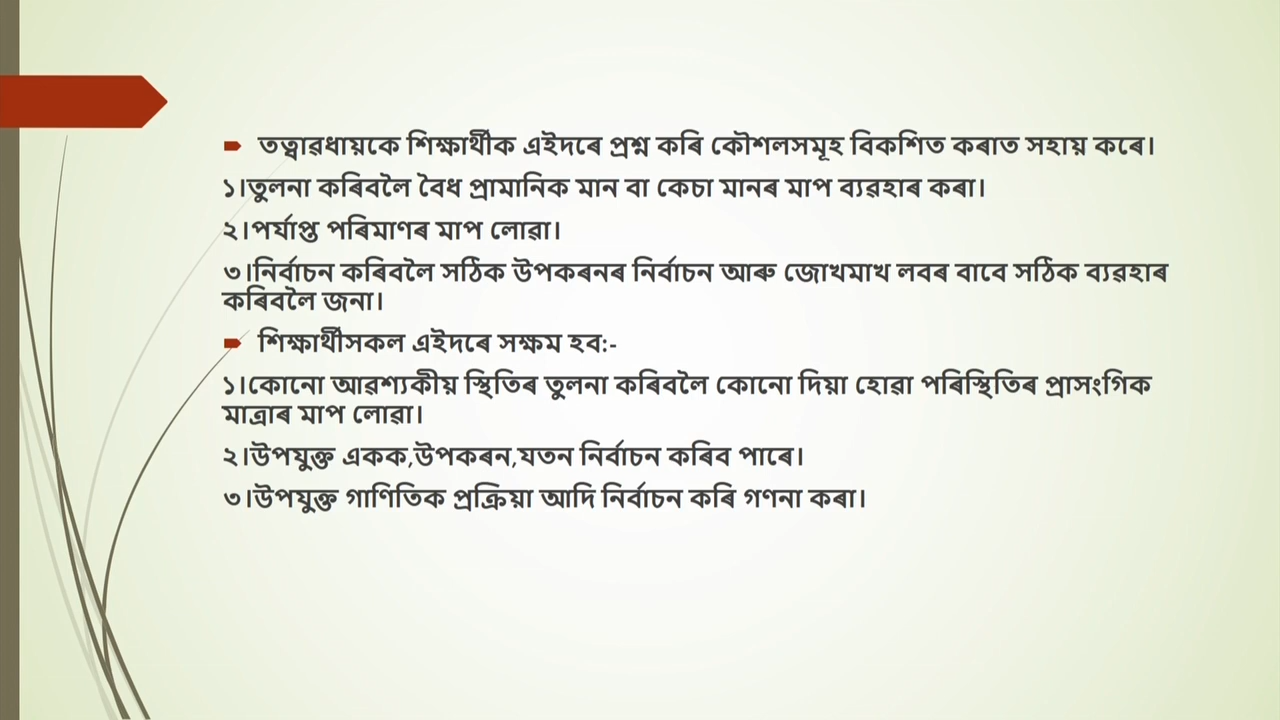 তত্বাৱধায়কে শিক্ষাৰ্থীক এইদৰে প্ৰশ্ন কৰি কৌশলসমূহ বিকশিত কৰাত সহায় কৰে।
১।তুলনা কৰিবলৈ বৈধ প্ৰামানিক মান বা কেচা মানৰ মাপ ব্যৱহাৰ কৰা।
২।পৰ্যাপ্ত পৰিমাণৰ মাপ লোৱা।
৩।নিৰ্বাচন কৰিবলৈ সঠিক উপকৰনৰ নিৰ্বাচন আৰু জোখমাখ লবৰ বাবে সঠিক ব্যৱহাৰ
কৰিবলৈ জনা।
শিক্ষাৰ্থীসকল এইদৰে সক্ষম হব:-
১।কোনো আৱশ্যকীয় স্থিতিৰ তুলনা কৰিবলৈ কোনো দিয়া হোৱা পৰিস্থিতিৰ প্ৰাসংগিক
মাত্ৰাৰ মাপ লোৱা।
২।উপযুক্ত একক,উপকৰন,যতন নিৰ্বাচন কৰিব পাৰে।
৩।উপযুক্ত গাণিতিক প্ৰক্ৰিয়া আদি নিৰ্বাচন কৰি গণনা কৰা।